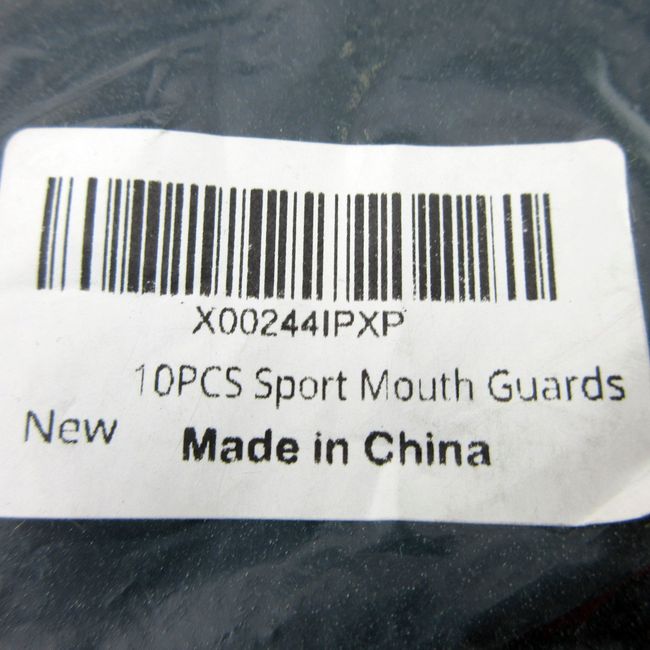 X00244IPXP
10PCS Sport Mouth Guards
New
Made in China